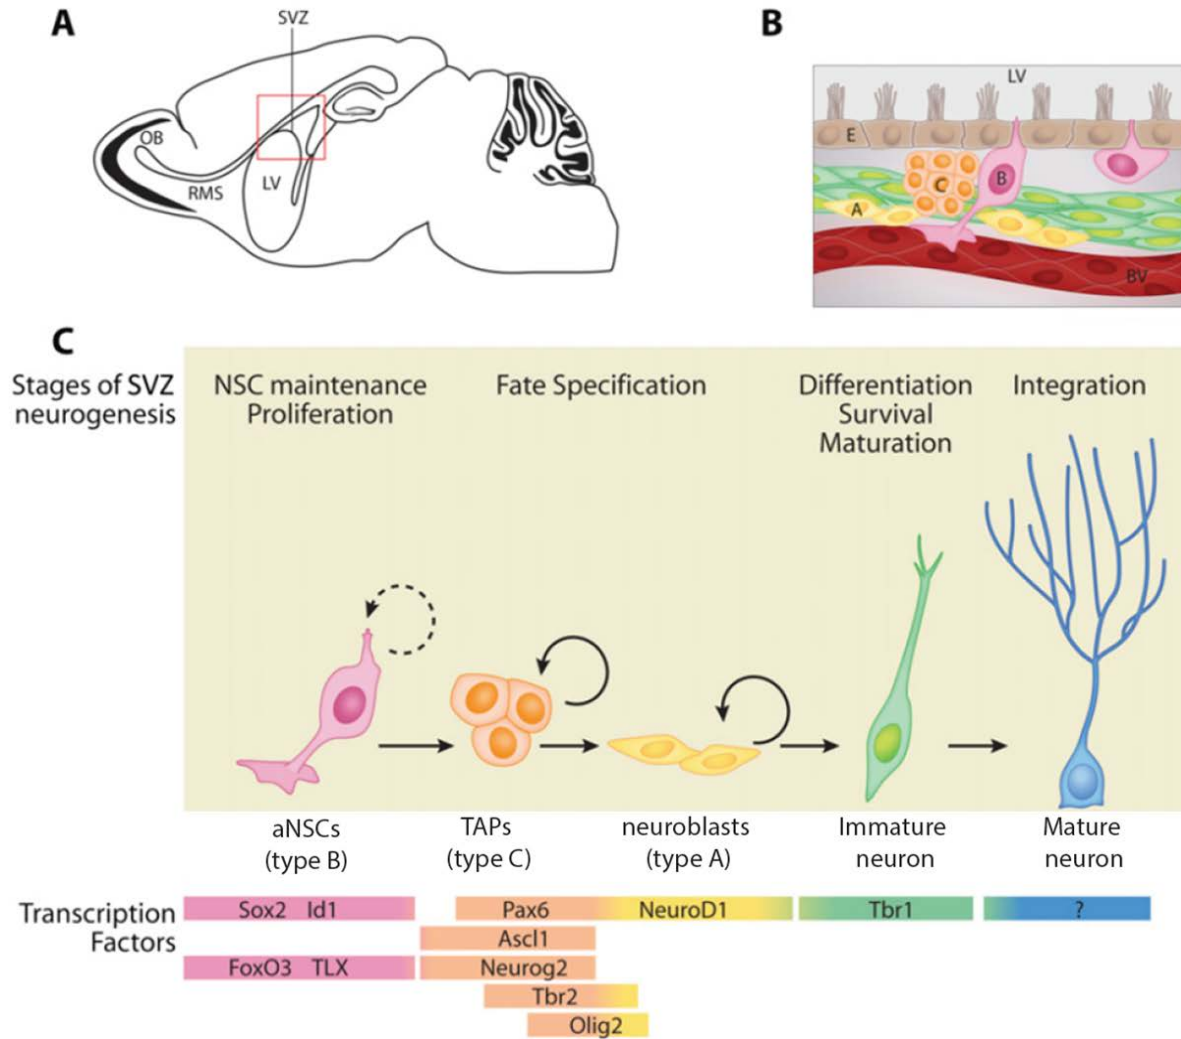 A
SVZ
OB
RMS
LV
B
LV
E
B
C
A
BV
C
Stages of SVZ
neurogenesis
NSC maintenance
Proliferation
Fate Specification
Differentiation
Survival
Maturation
Integration
aNSCs
(type B)
TAPs
(type C)
neuroblasts
(type A)
Immature
neuron
Mature
neuron
Transcription
Factors
Sox2 Id1
Pax6
NeuroD1
Tbr1
?
Ascl1
FoxO3 TLX
Neurog2
Tbr2
Olig2